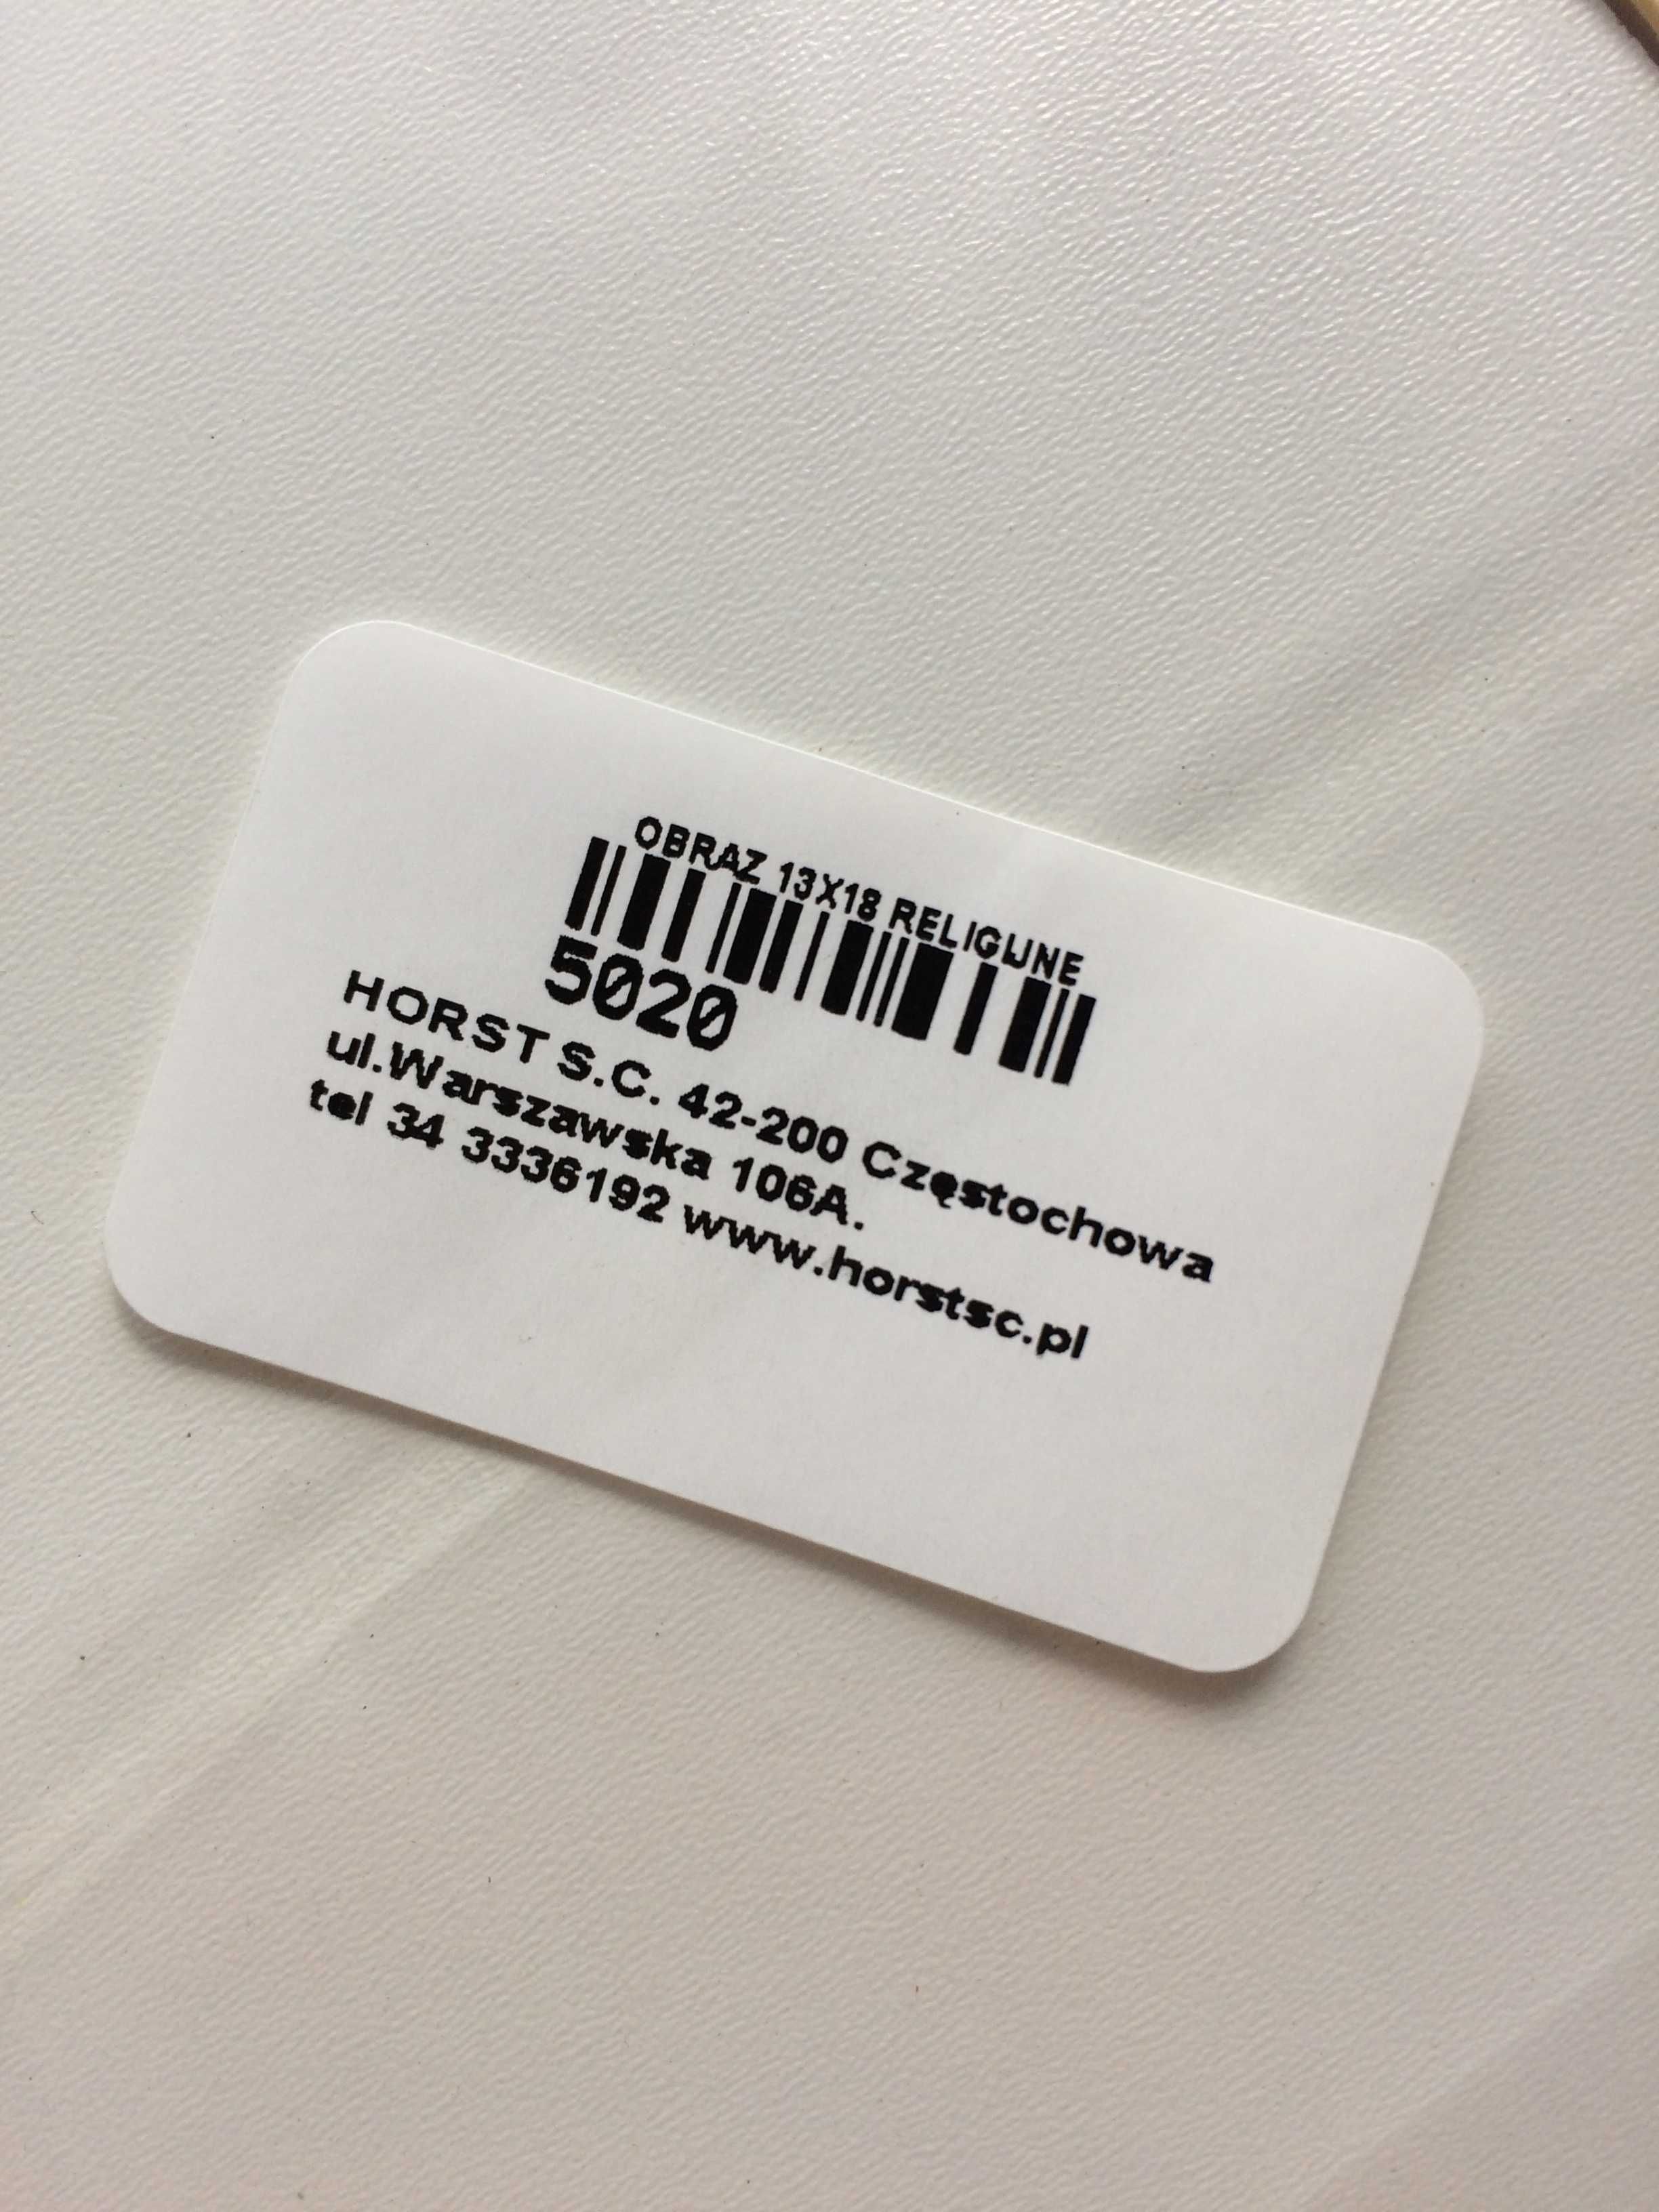 OBRAZ 13X18 RELIGIJNE
5020
HORST S.C. 42-200 Częstochowa
ul.Warszawska 106A.
tel 34 3336192 www.horstsc.pl